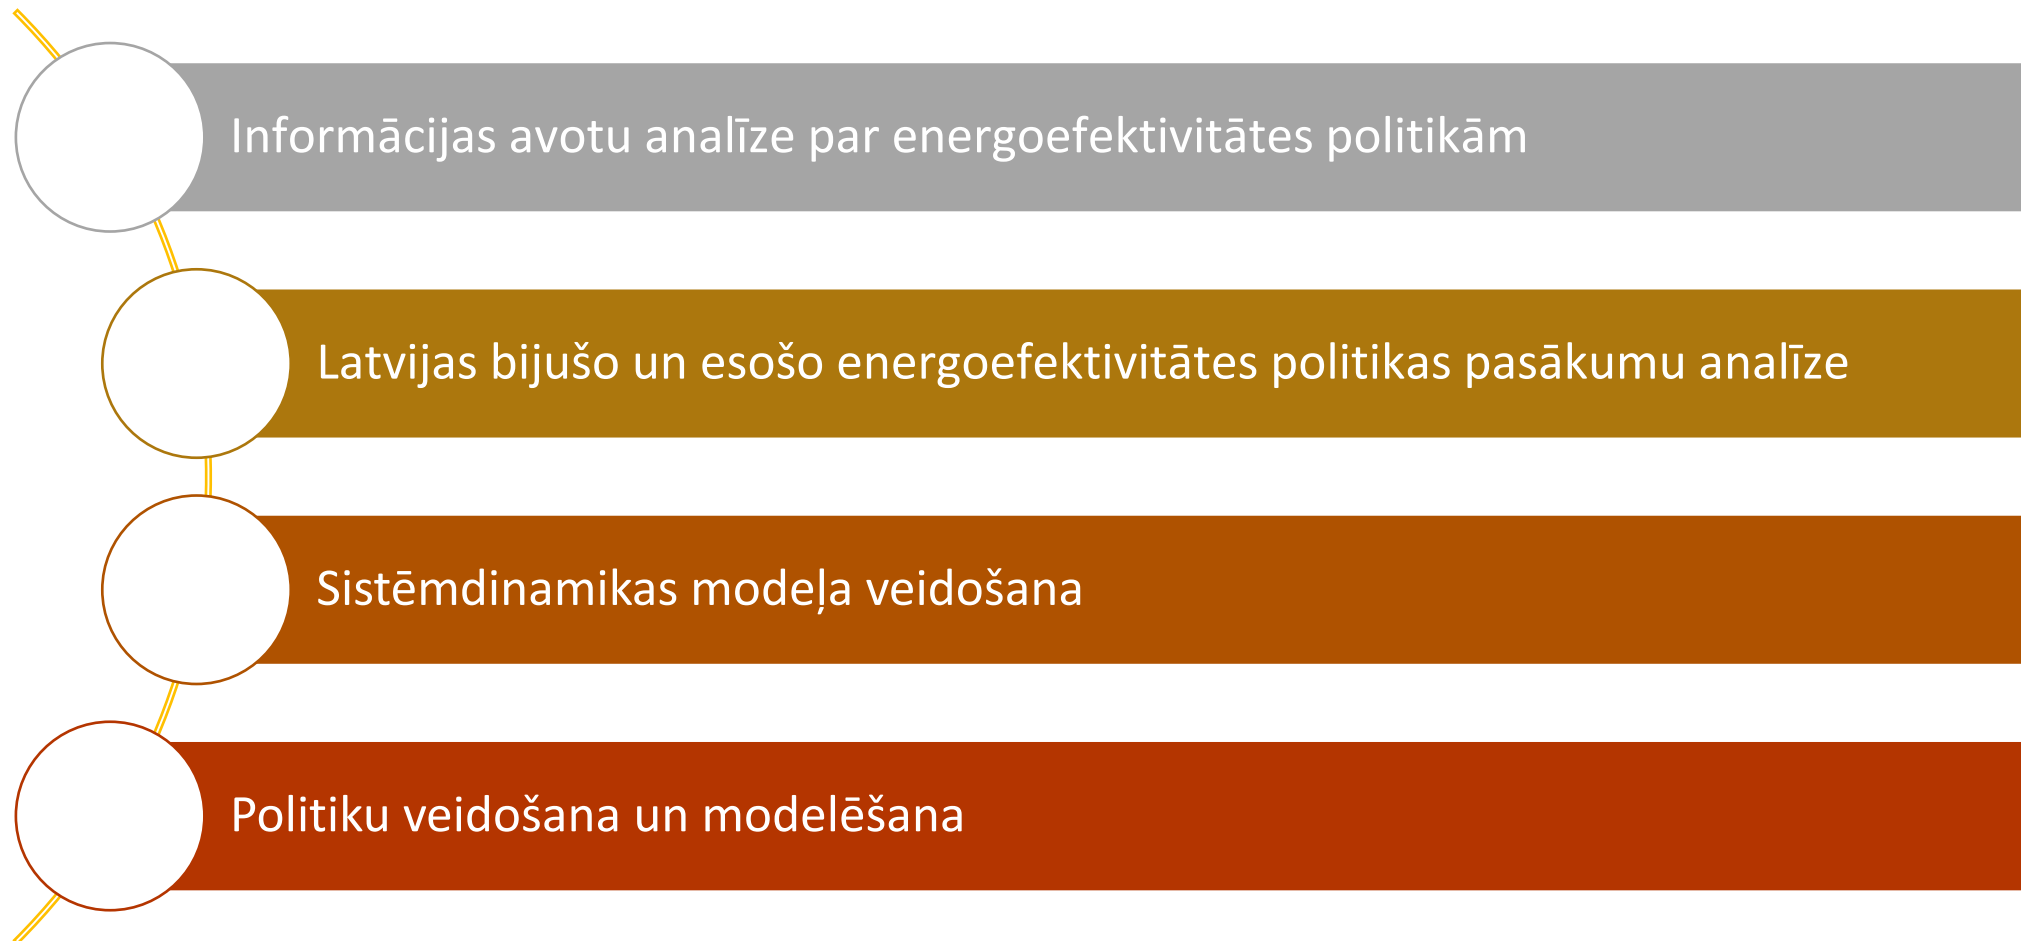 Informācijas avotu analīze par energoefektivitātes politikām
Latvijas bijušo un esošo energoefektivitātes politikas pasākumu analīze
Sistēmdinamikas modeļa veidošana
Politiku veidošana un modelēšana